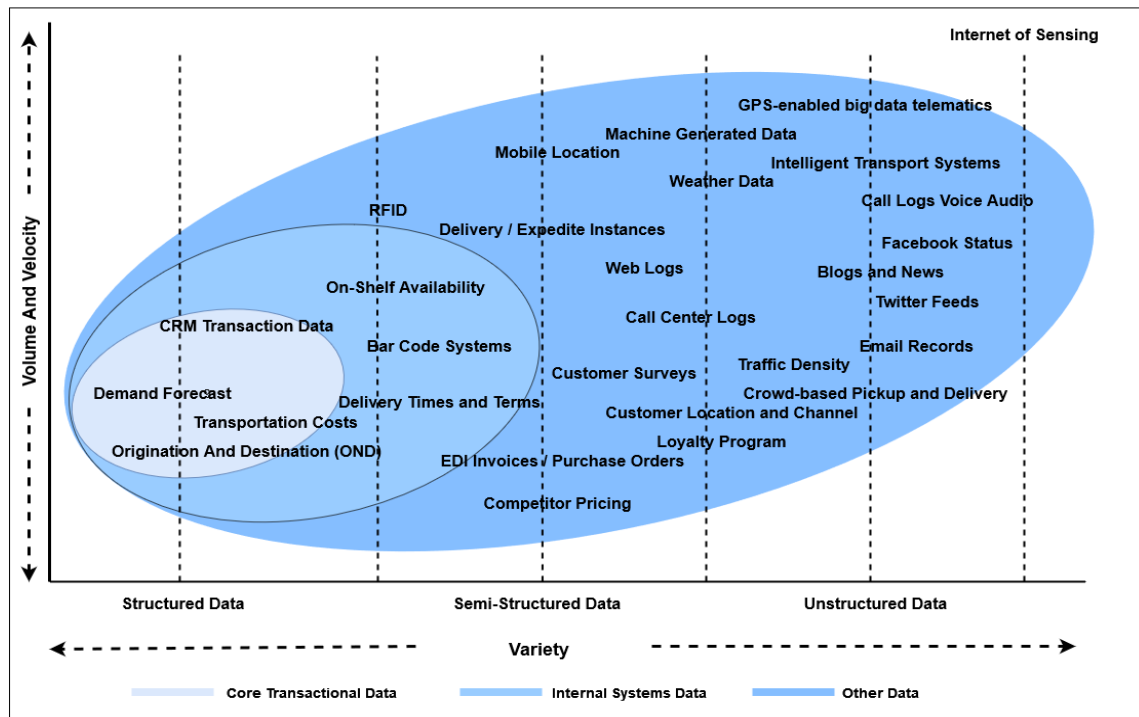 Internet of Sensing
GPS-enabled big data telematics
Machine Generated Data
Mobile Location
Intelligent Transport Systems
Weather Data
Call Logs Voice Audio
RFID
Delivery / Expedite Instances
Facebook Status
Web Logs
Blogs and News
On-Shelf Availability
Twitter Feeds
Call Center Logs
CRM Transaction Data
Bar Code Systems
Email Records
Traffic Density
Customer Surveys
Demand Forecast
Crowd-based Pickup and Delivery
Delivery Times and Terms
Customer Location and Channel
Transportation Costs
Loyalty Program
Origination And Destination (OND)
EDI Invoices / Purchase Orders
Competitor Pricing
Volume And Velocity
Structured Data
Semi-Structured Data
Unstructured Data
Variety
Core Transactional Data
Internal Systems Data
Other Data